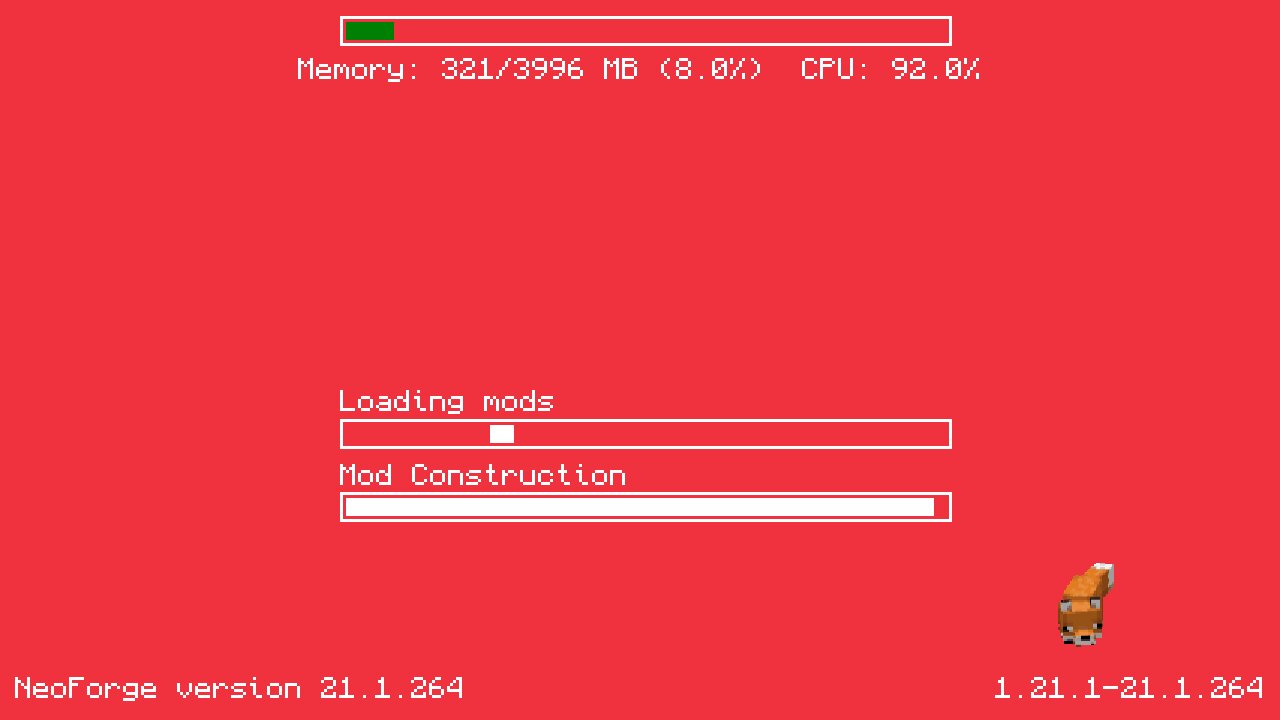 Memory: 321/3996 MB (8.0%)  CPU: 92.0%
Loading mods
Mod Construction
NeoForge version 21.1.264
1.21.1-21.1.264